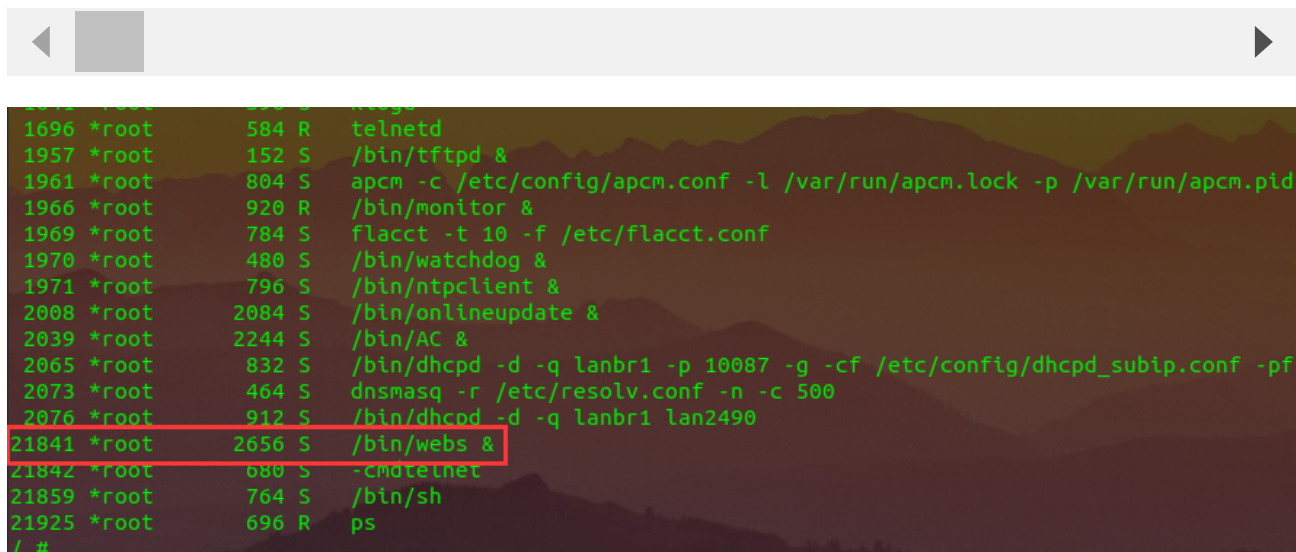 1696 *root 584 R telnetd
1957 *root 152 S /bin/tftpd &
1961 *root 804 S apcm -c /etc/config/apcm.conf -l /var/run/apcm.lock -p /var/run/apcm.pid
1966 *root 920 R /bin/monitor &
1969 *root 784 S flacct -t 10 -f /etc/flacct.conf
1970 *root 480 S /bin/watchdog &
1971 *root 796 S /bin/ntpclient &
2008 *root 2084 S /bin/onlineupdate &
2039 *root 2244 S /bin/AC &
2065 *root 832 S /bin/dhcpd -d -q lanbr1 -p 10087 -g -cf /etc/config/dhcpd_subip.conf -pf
2073 *root 464 S dnsmasq -r /etc/resolv.conf -n -c 500
2076 *root 912 S /bin/dhcpd -d -q lanbr1 lan2490
21841 *root 2656 S /bin/webs &
21842 *root 680 S -cmdtelnet
21859 *root 764 S /bin/sh
21925 *root 696 R ps
/ #